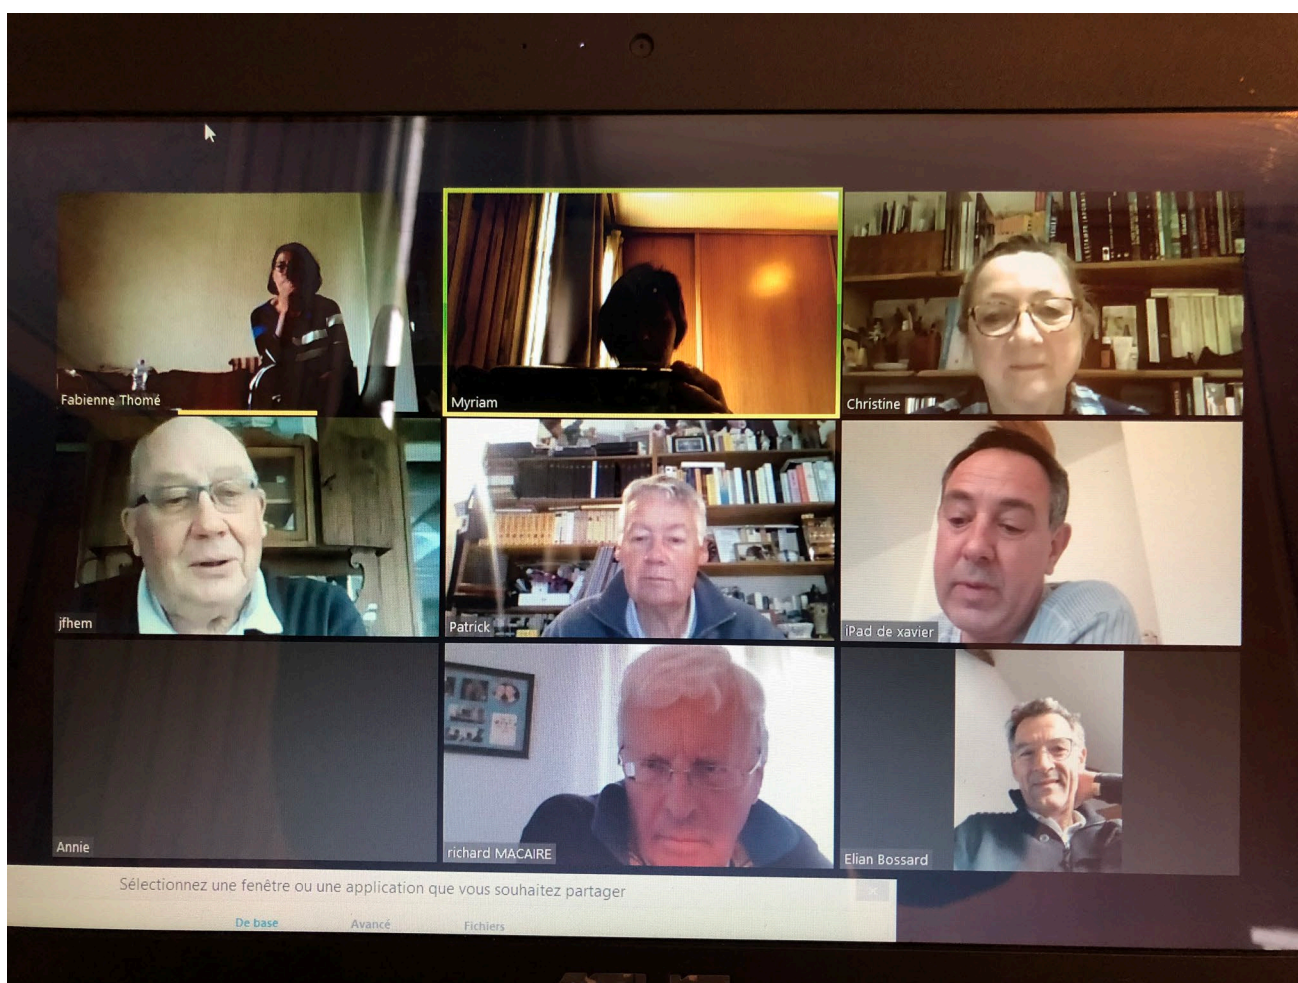 Fabienne Thomé
Myriam
Christine
jfhem
Patrick
iPad de xavier
Annie
richard MACAIRE
Elian Bossard
Sélectionnez une fenêtre ou une application que vous souhaitez partager
De base
Avancé
Fichiers